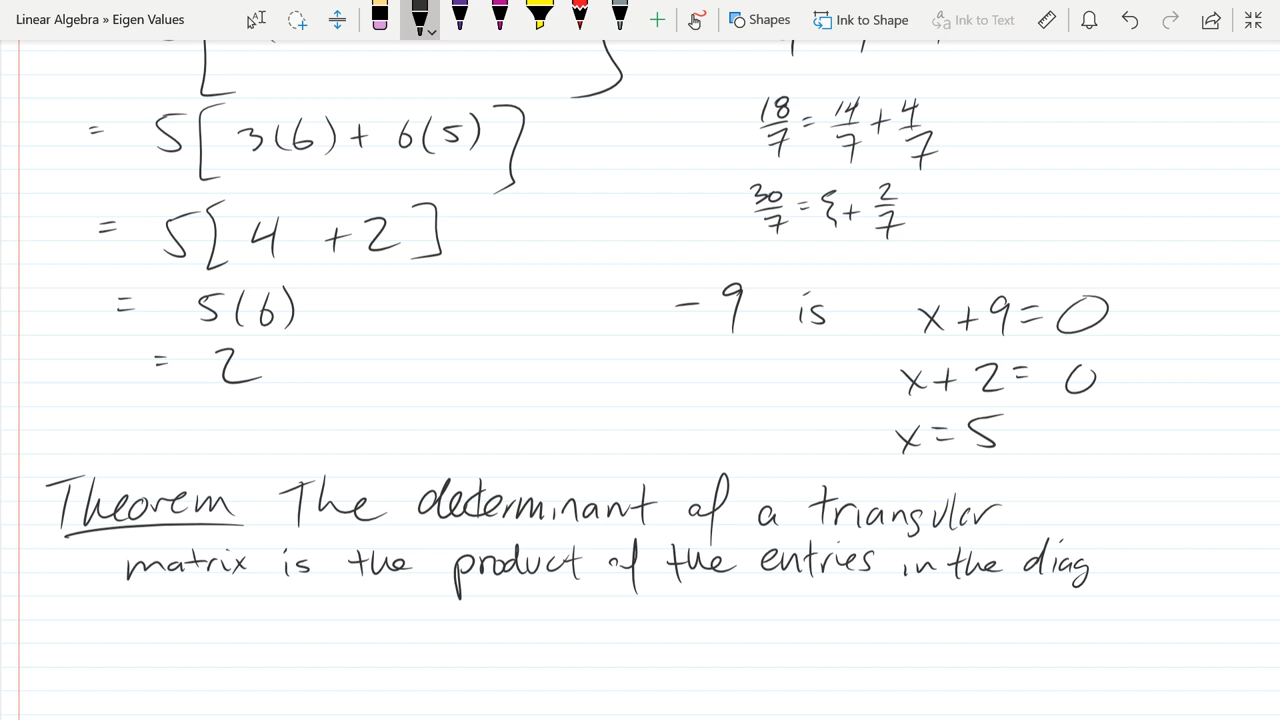 Linear Algebra » Eigen Values
Shapes
Ink to Shape
Ink to Text
= 5[ 3(6) + 6(5) ]
= 5[ 4 + 2 ]
= 5(6)
= 2
18/7 = 14/7 + 4/7
30/7 = + 2/7
- 9 is x + 9 = 0
x + 2 = 0
x = 5
Theorem The determinant of a triangular
matrix is the product of the entries in the diag